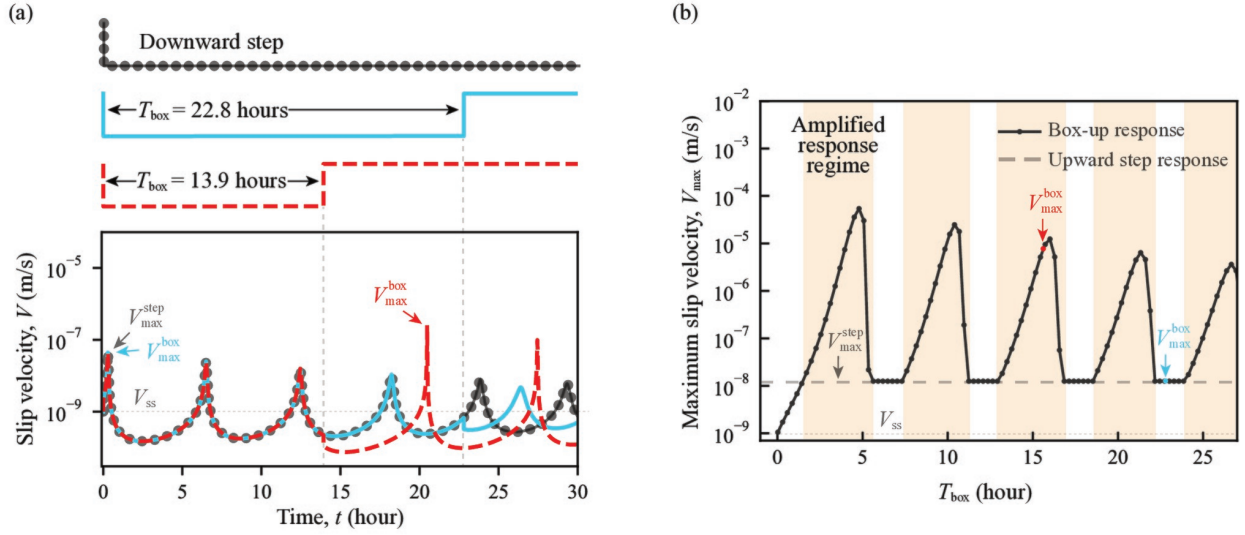 (a)
Downward step
T_box = 22.8 hours
T_box = 13.9 hours
Slip velocity, V (m/s)
10^-5
10^-7
10^-9
V_max^step
V_max^box
V_max^box
V_ss
0 5 10 15 20 25 30
Time, t (hour)
(b)
Maximum slip velocity, V_max (m/s)
10^-2
10^-3
10^-4
10^-5
10^-6
10^-7
10^-8
10^-9
Amplified
response
regime
Box-up response
Upward step response
V_max^box
V_max^step
V_max^box
V_ss
0 5 10 15 20 25
T_box (hour)